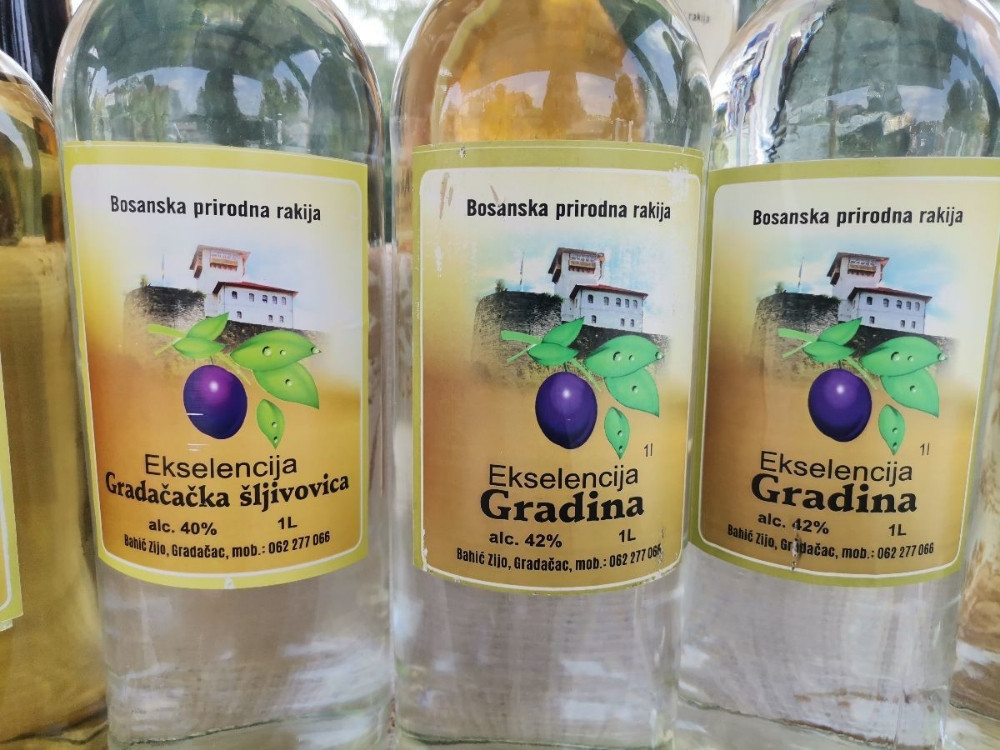 rakija
Bosanska prirodna rakija
Ekselencija
Gradačačka šljivovica
alc. 40% 1L
Bahić Zijo, Gradačac, mob.: 062 277 066
Bosanska prirodna rakija
1l
Ekselencija
Gradina
alc. 42% 1L
Bahić Zijo, Gradačac, mob.: 062 277 066
Bosanska prirodna rakija
1l
Ekselencija
Gradina
alc. 42% 1L
Bahić Zijo, Gradačac, mob.: 062 277 066